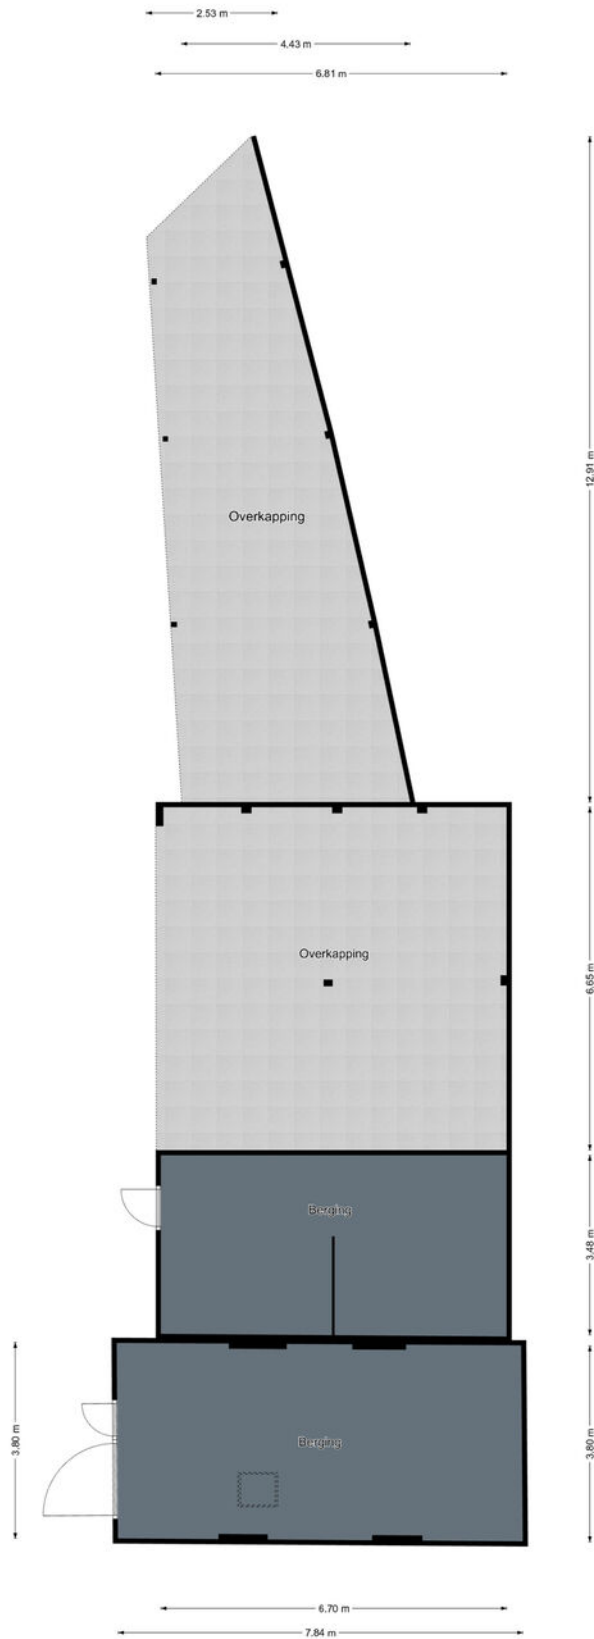 2.53 m
4.43 m
6.81 m
12.91 m
Overkapping
Overkapping
6.65 m
Berging
3.48 m
3.80 m
Berging
3.80 m
6.70 m
7.84 m